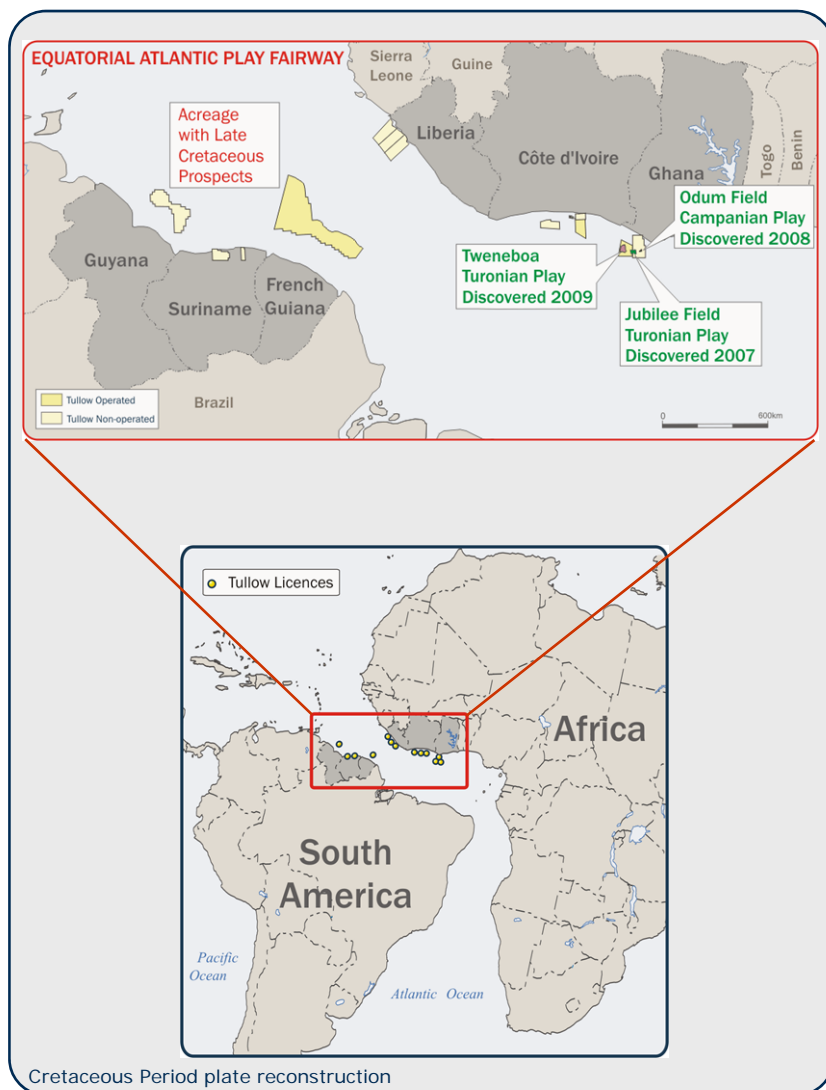 EQUATORIAL ATLANTIC PLAY FAIRWAY
Sierra
Leone
Guine
Acreage
with Late
Cretaceous
Prospects
Liberia
Côte d'Ivoire
Ghana
Togo
Benin
Odum Field
Campanian Play
Discovered 2008
Guyana
Suriname
French
Guiana
Tweneboa
Turonian Play
Discovered 2009
Jubilee Field
Turonian Play
Discovered 2007
Brazil
Tullow Operated
Tullow Non-operated
600km
Tullow Licences
Africa
South
America
Pacific
Ocean
Atlantic Ocean
Cretaceous Period plate reconstruction